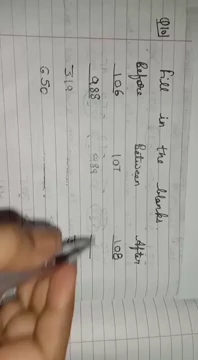 Q10) Fill in the blanks
Before Between After
106 107 108
988 989
319
650